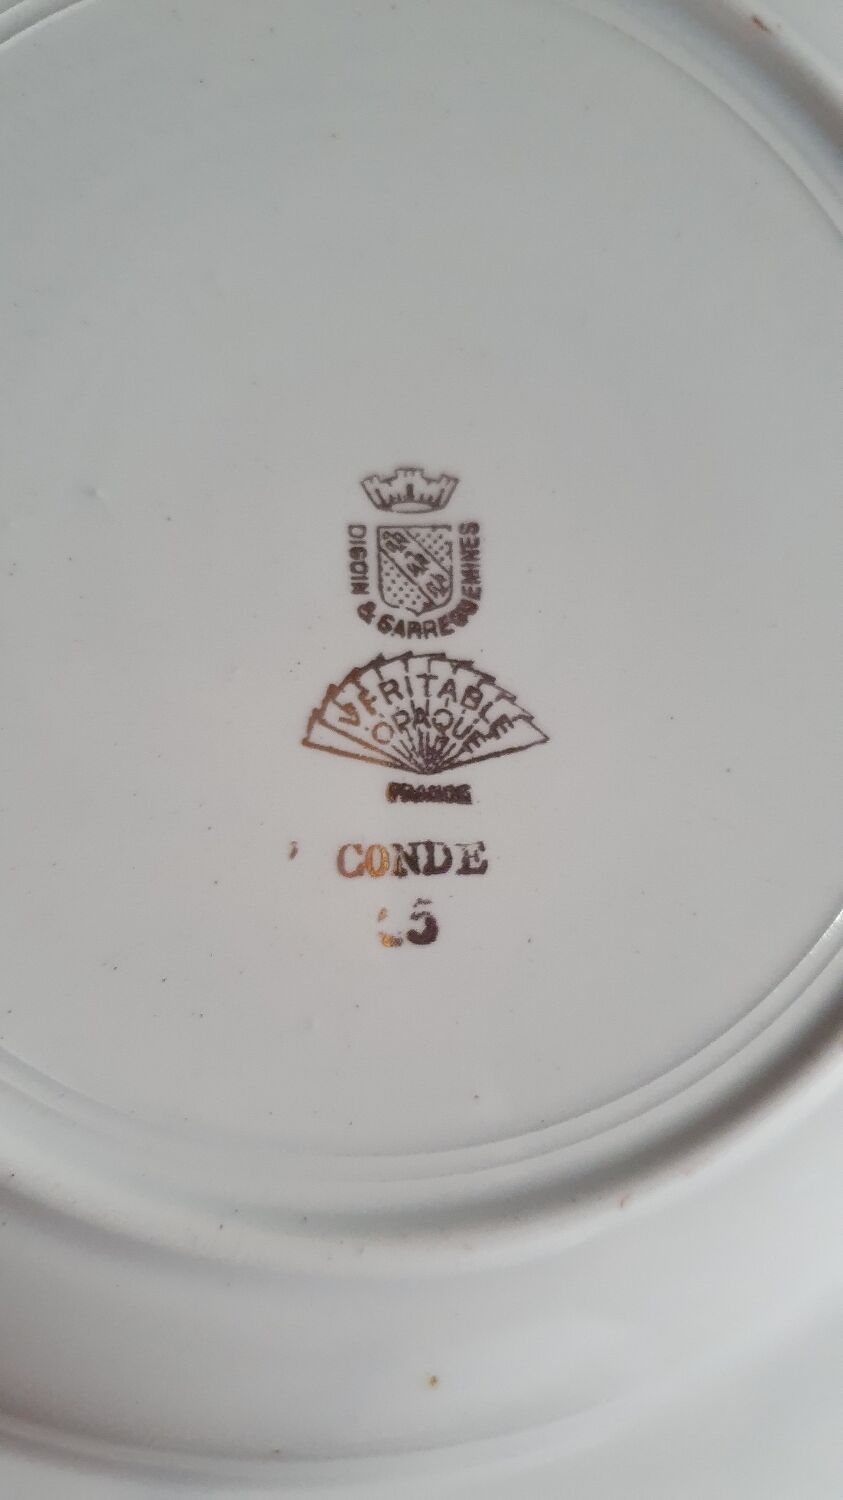 DIGOIN & SARREGUEMINES
VERITABLE
OPAQUE
FRANCE
CONDE